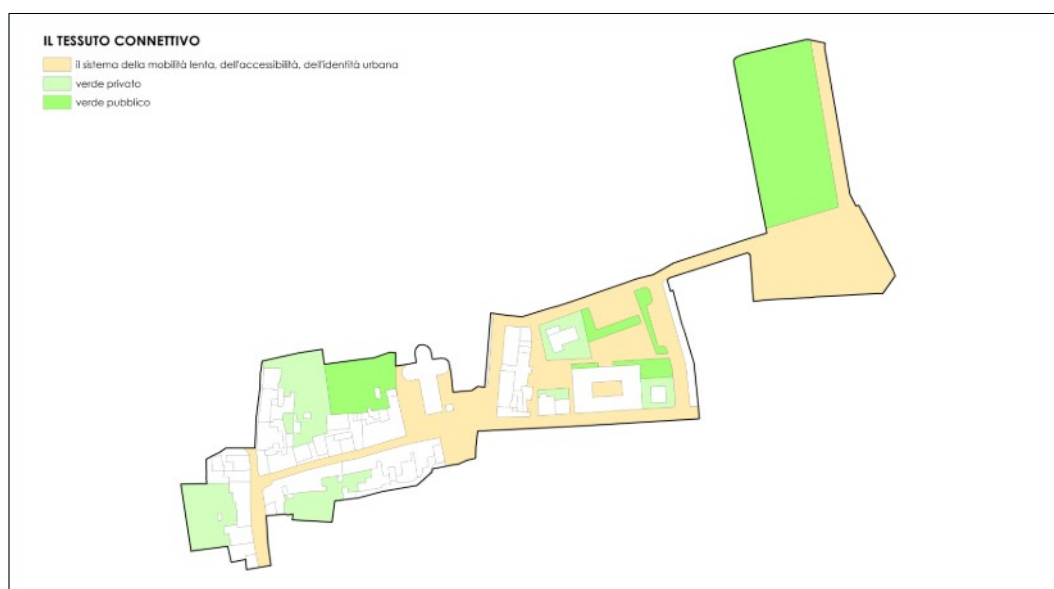 IL TESSUTO CONNETTIVO
il sistema della mobilità lenta, dell'accessibilità, dell'identità urbana
verde privato
verde pubblico